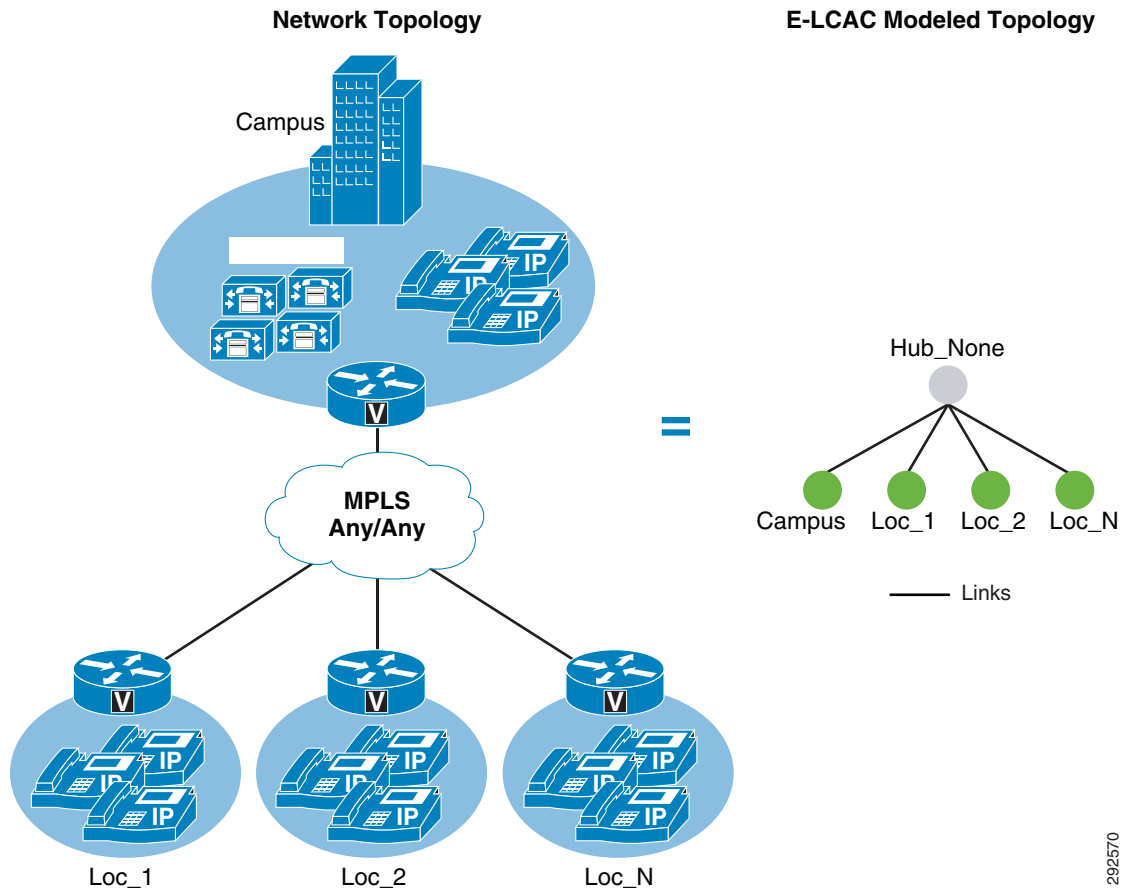 Network Topology
E-LCAC Modeled Topology
Campus
IP
IP
IP
V
MPLS
Any/Any
=
Hub_None
Campus
Loc_1
Loc_2
Loc_N
Links
V
V
V
IP
IP
IP
IP
IP
IP
IP
IP
IP
Loc_1
Loc_2
Loc_N
292570